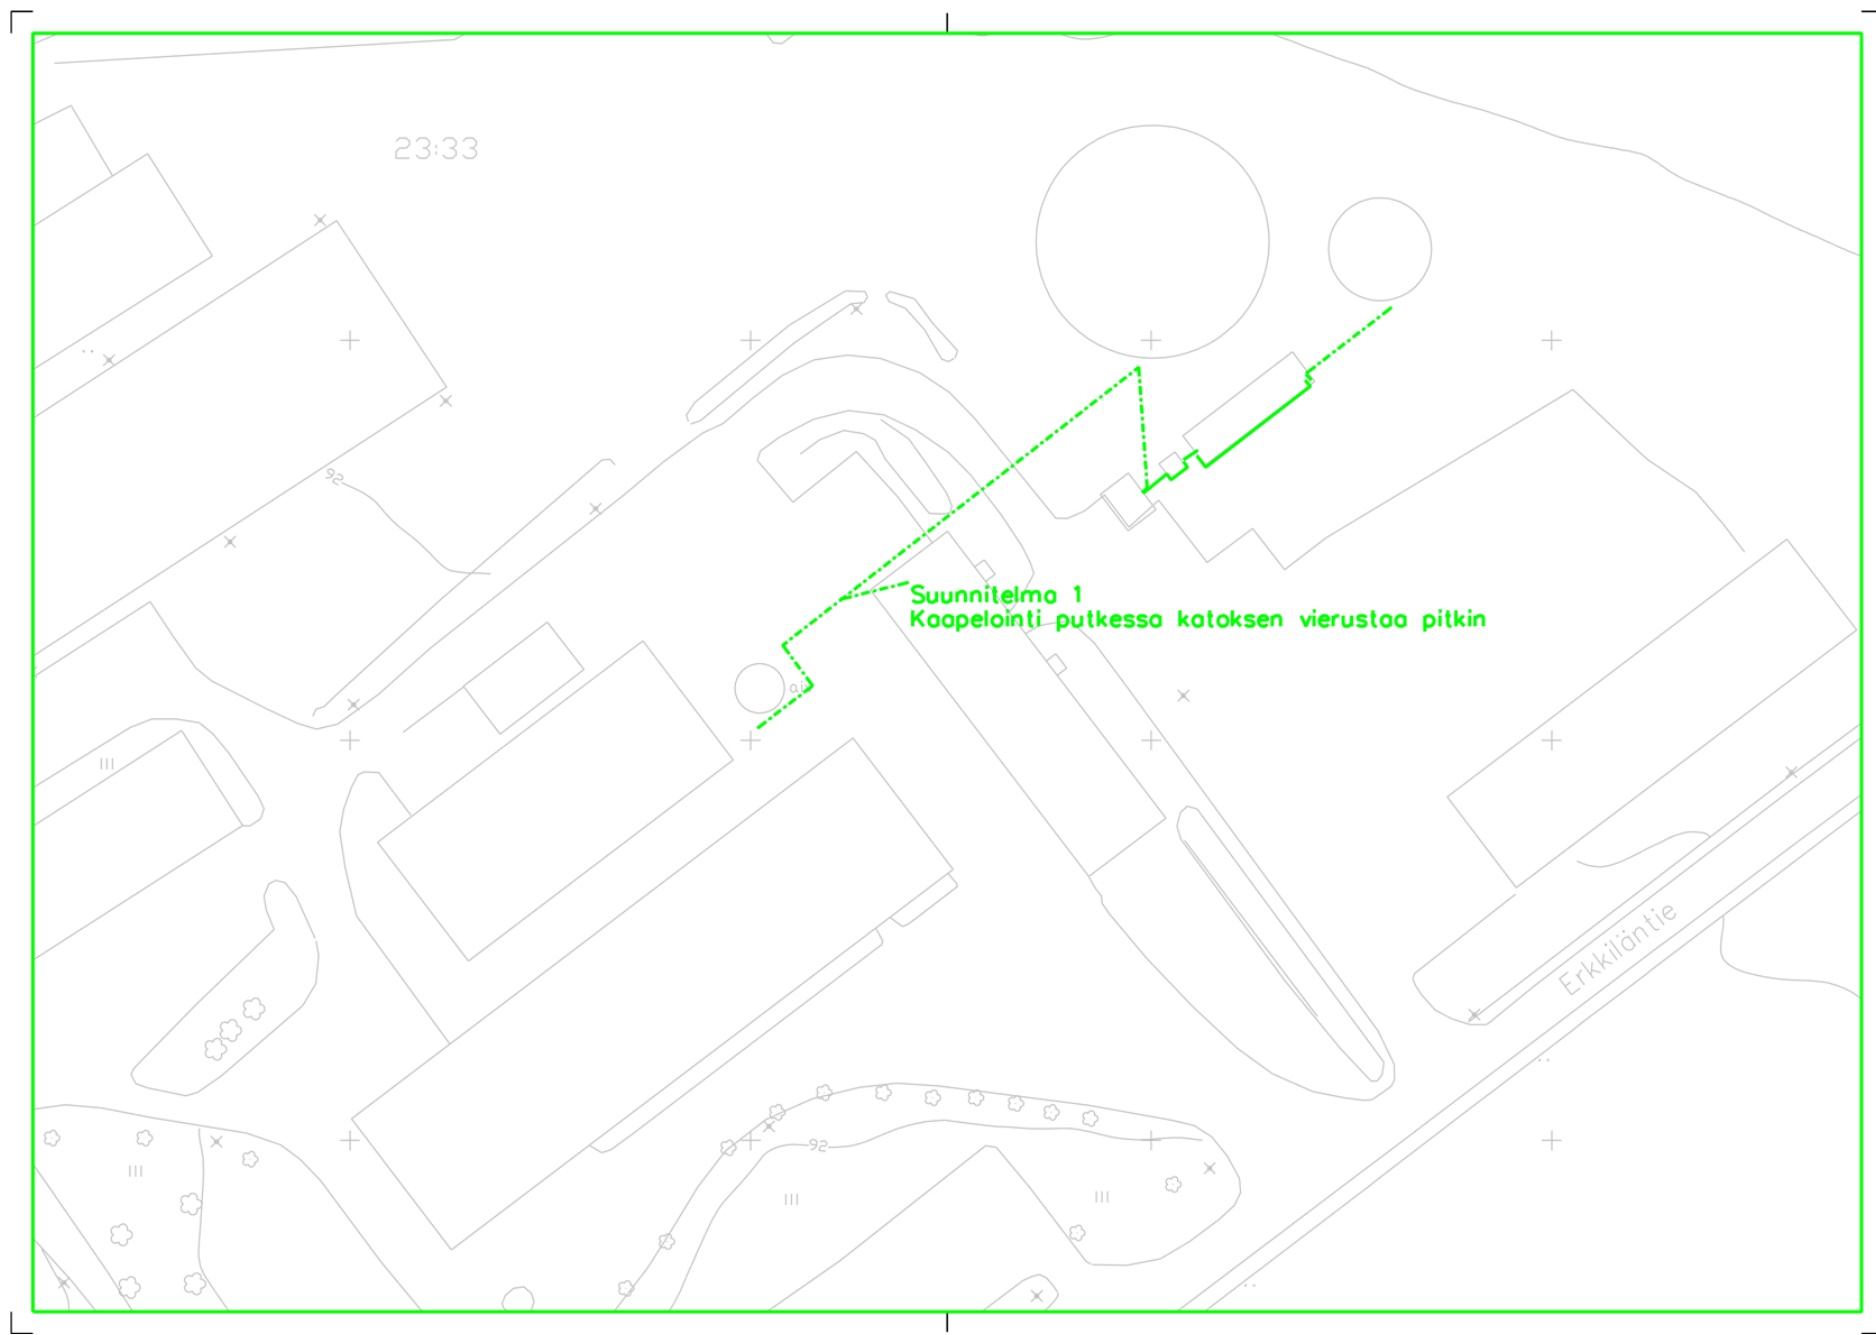 23:33
92
Suunnitelma 1
Kaapelointi putkessa katoksen vierustaa pitkin
Erkkiläntie
92